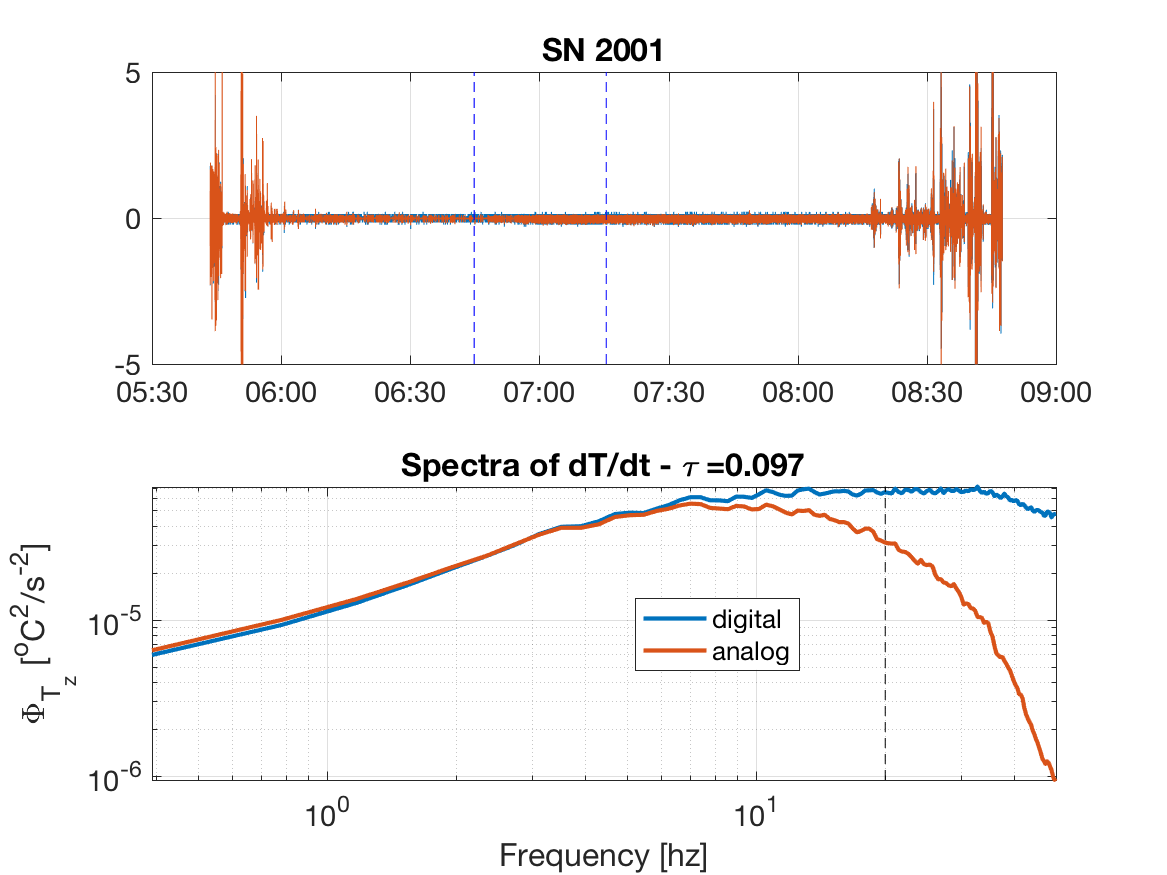 SN 2001
5
0
-5
05:30 06:00 06:30 07:00 07:30 08:00 08:30 09:00
Spectra of dT/dt - τ =0.097
Φ_{T_z} [°C²/s⁻²]
10⁻⁵
10⁻⁶
digital
analog
10⁰ 10¹
Frequency [hz]